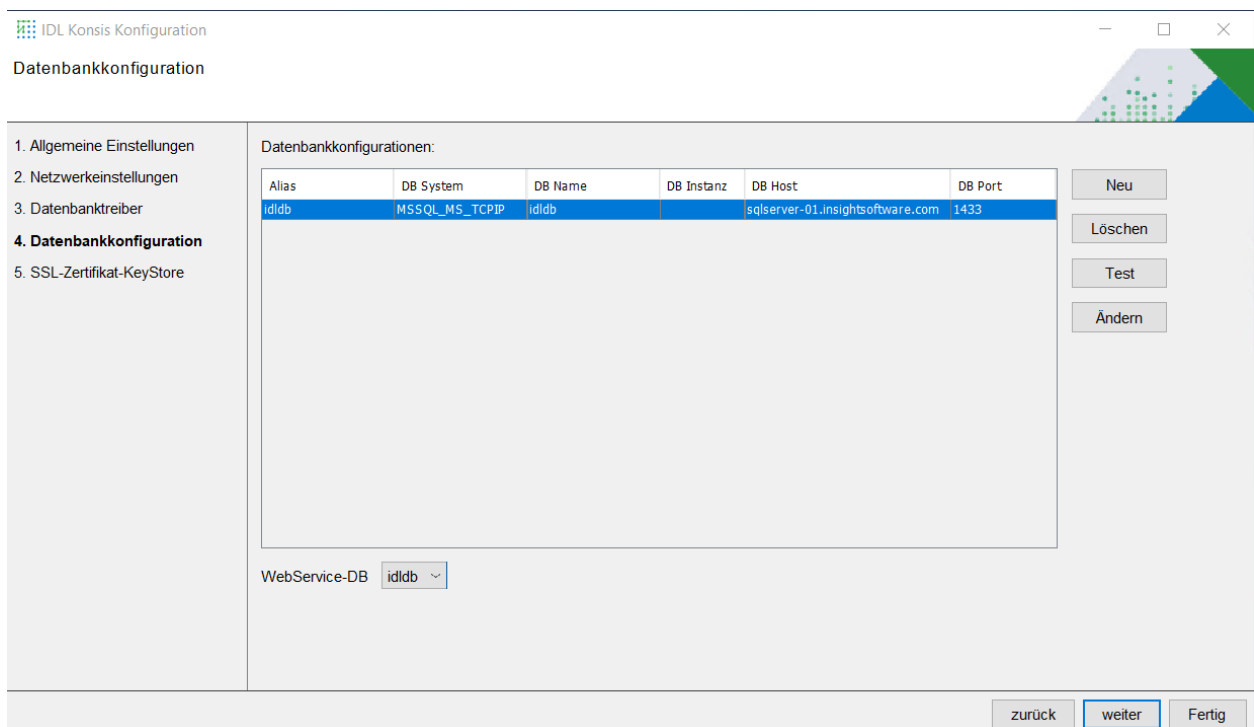 IDL Konsis Konfiguration
Datenbankkonfiguration
1. Allgemeine Einstellungen
2. Netzwerkeinstellungen
3. Datenbanktreiber
4. Datenbankkonfiguration
5. SSL-Zertifikat-KeyStore
Datenbankkonfigurationen:
Alias DB System DB Name DB Instanz DB Host DB Port
idldb MSSQL_MS_TCPIP idldb sqlserver-01.insightsoftware.com 1433
Neu
Löschen
Test
Ändern
WebService-DB idldb
zurück weiter Fertig